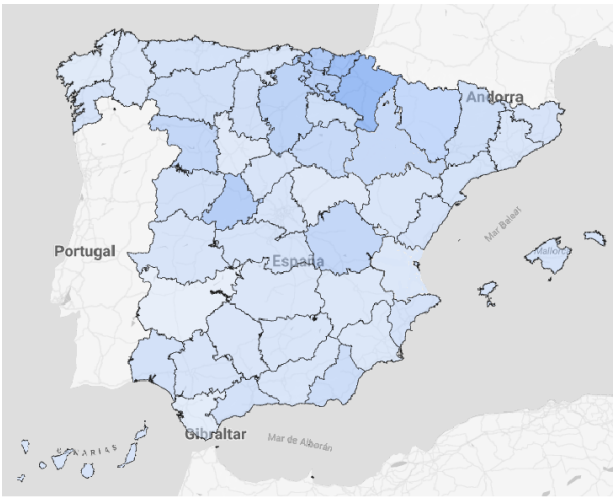 Andorra
Mar Balear
Portugal
Mallorca
España
Gibraltar
Mar de Alborán
CANARIAS